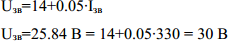 Uзв=14+0.05·Iзв
Uзв=25.84 В = 14+0.05·330 = 30 В